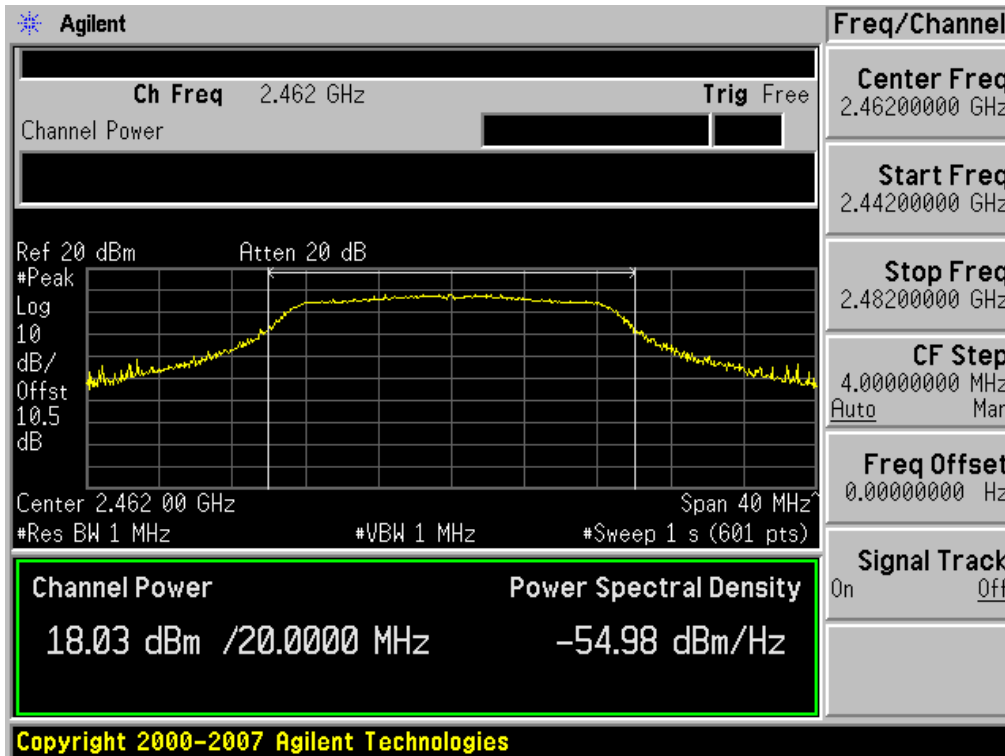 Agilent
Freq/Channel
Ch Freq 2.462 GHz Trig Free
Channel Power
Center Freq
2.46200000 GHz
Start Freq
2.44200000 GHz
Stop Freq
2.48200000 GHz
CF Step
4.00000000 MHz
Auto Man
Freq Offset
0.00000000 Hz
Signal Track
On Off
Ref 20 dBm Atten 20 dB
#Peak
Log
10
dB/
Offst
10.5
dB
Center 2.462 00 GHz Span 40 MHz^
#Res BW 1 MHz #VBW 1 MHz #Sweep 1 s (601 pts)
Channel Power Power Spectral Density
18.03 dBm /20.0000 MHz -54.98 dBm/Hz
Copyright 2000-2007 Agilent Technologies